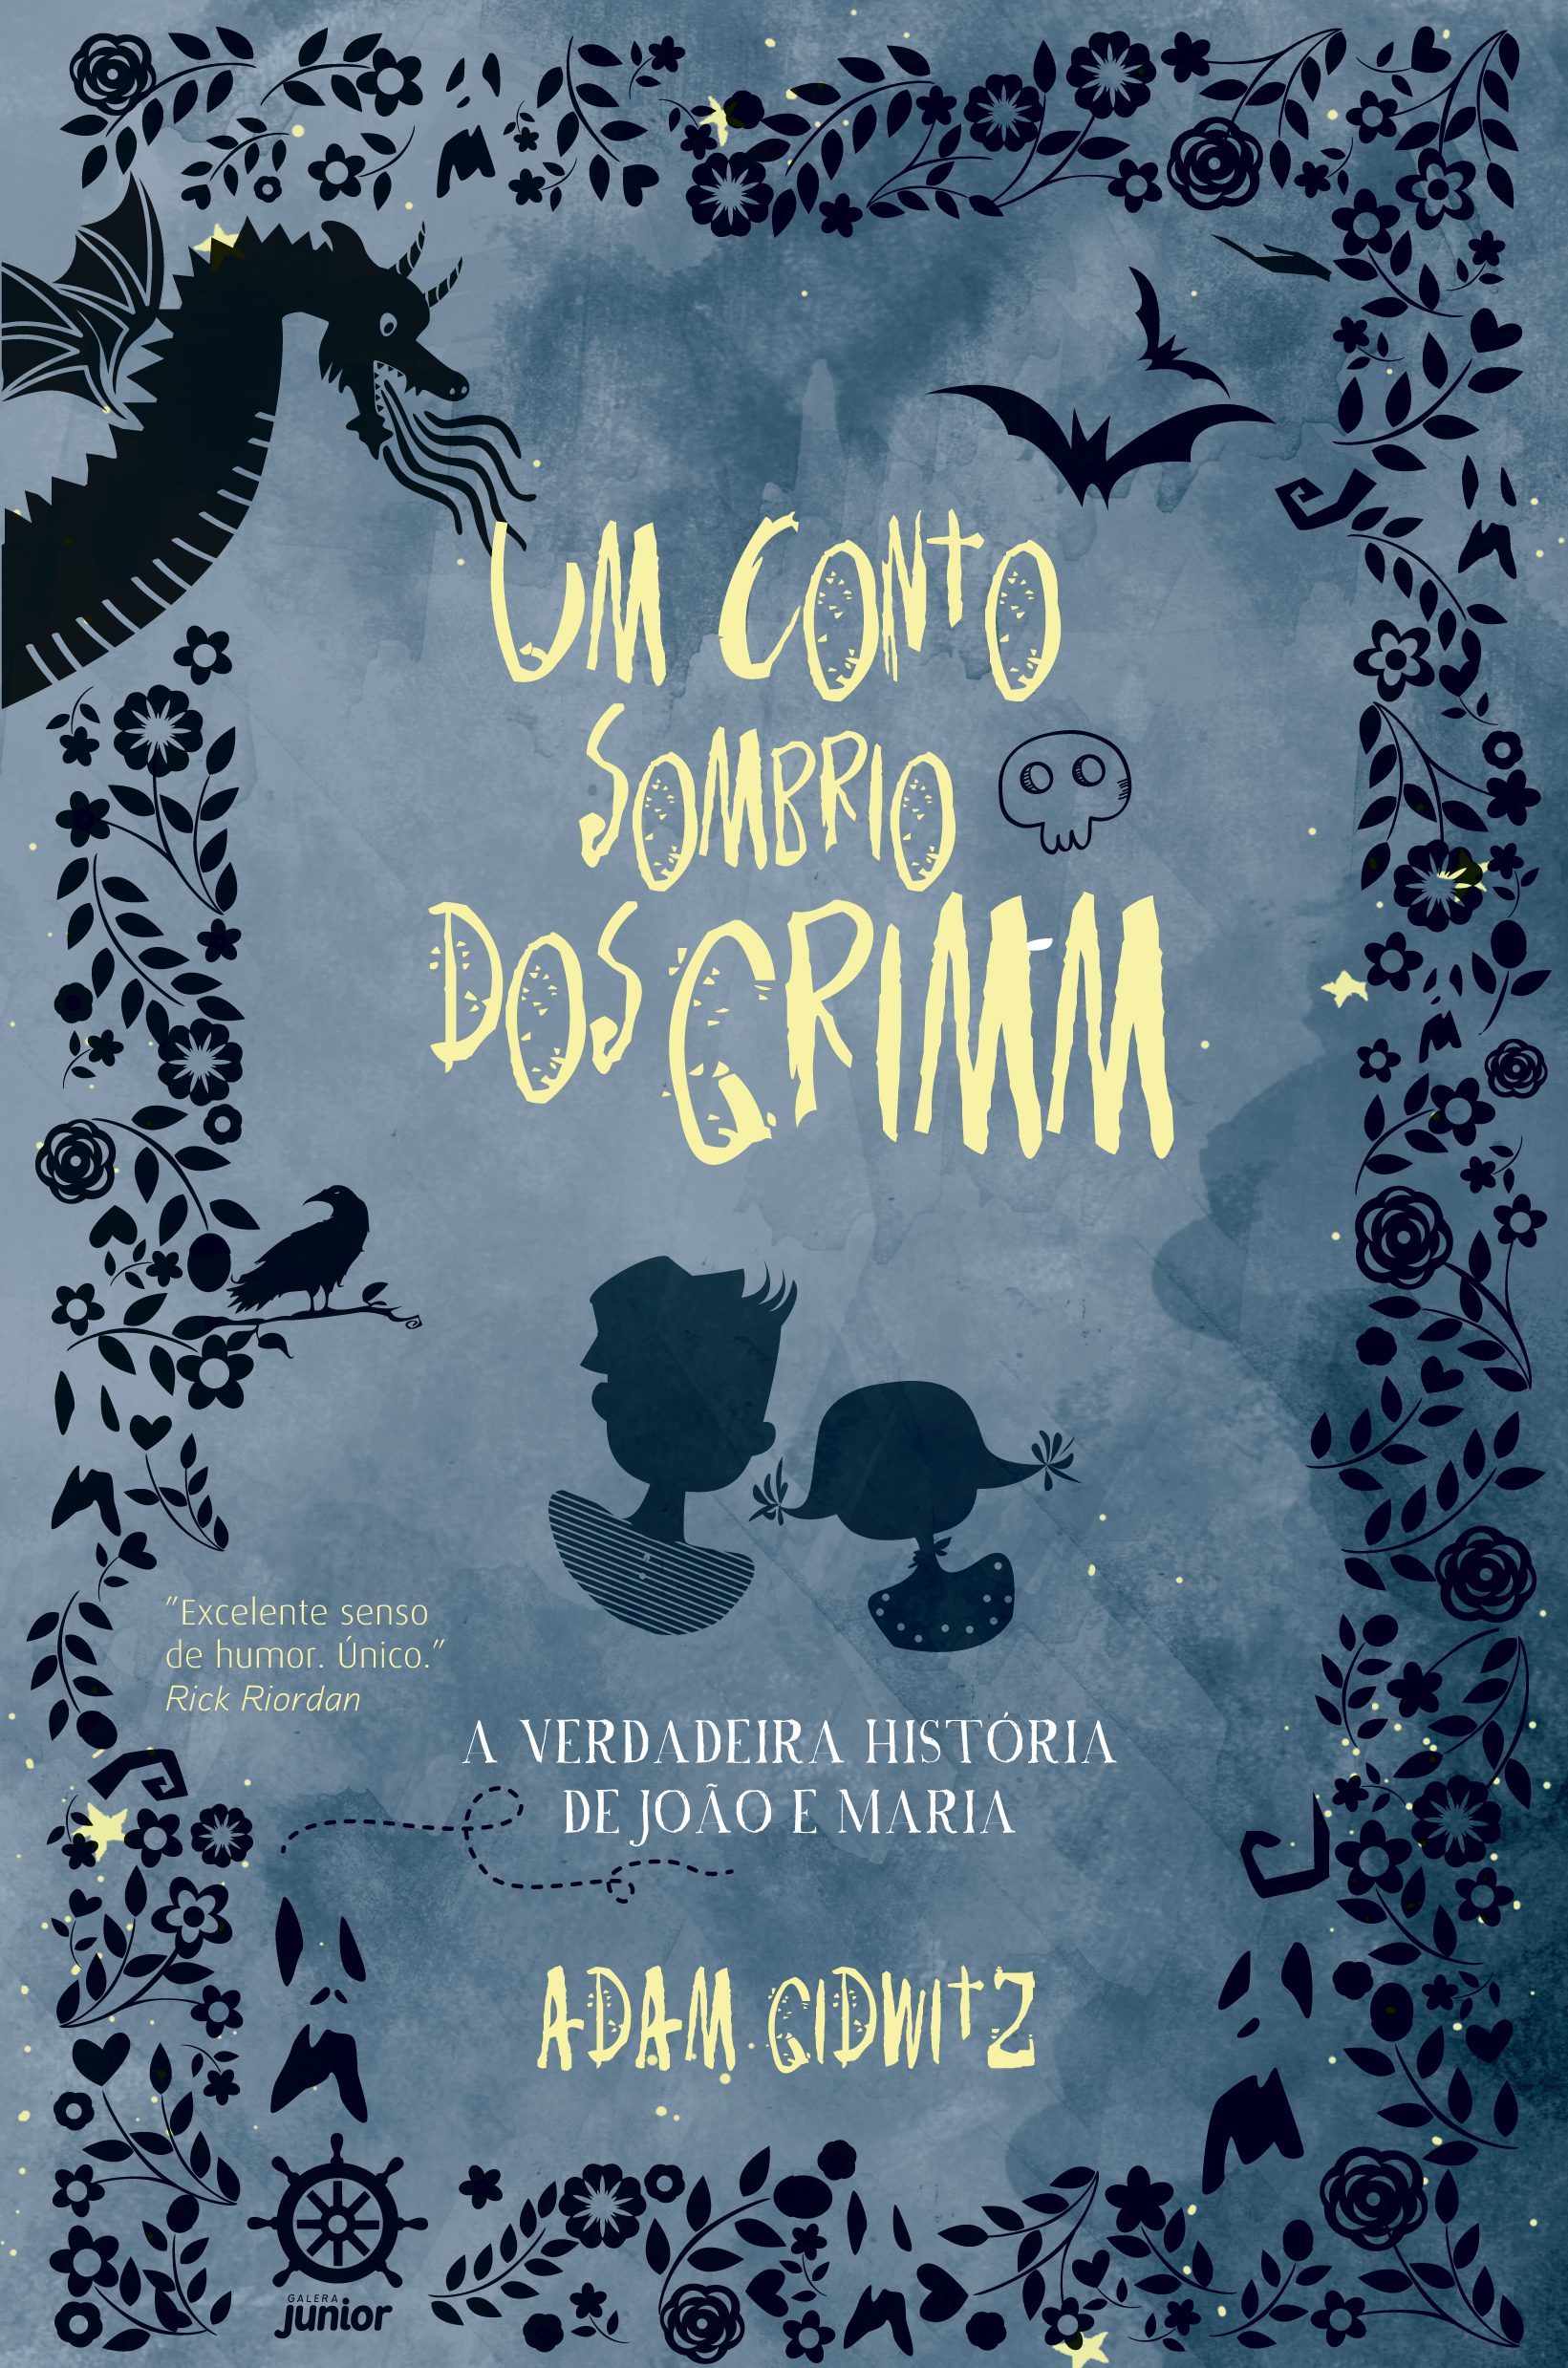 UM CONTO
SOMBRIO
DOS GRIMM
"Excelente senso
de humor. Único."
Rick Riordan
A VERDADEIRA HISTÓRIA
DE JOÃO E MARIA
ADAM GIDWITZ
GALERA
junior